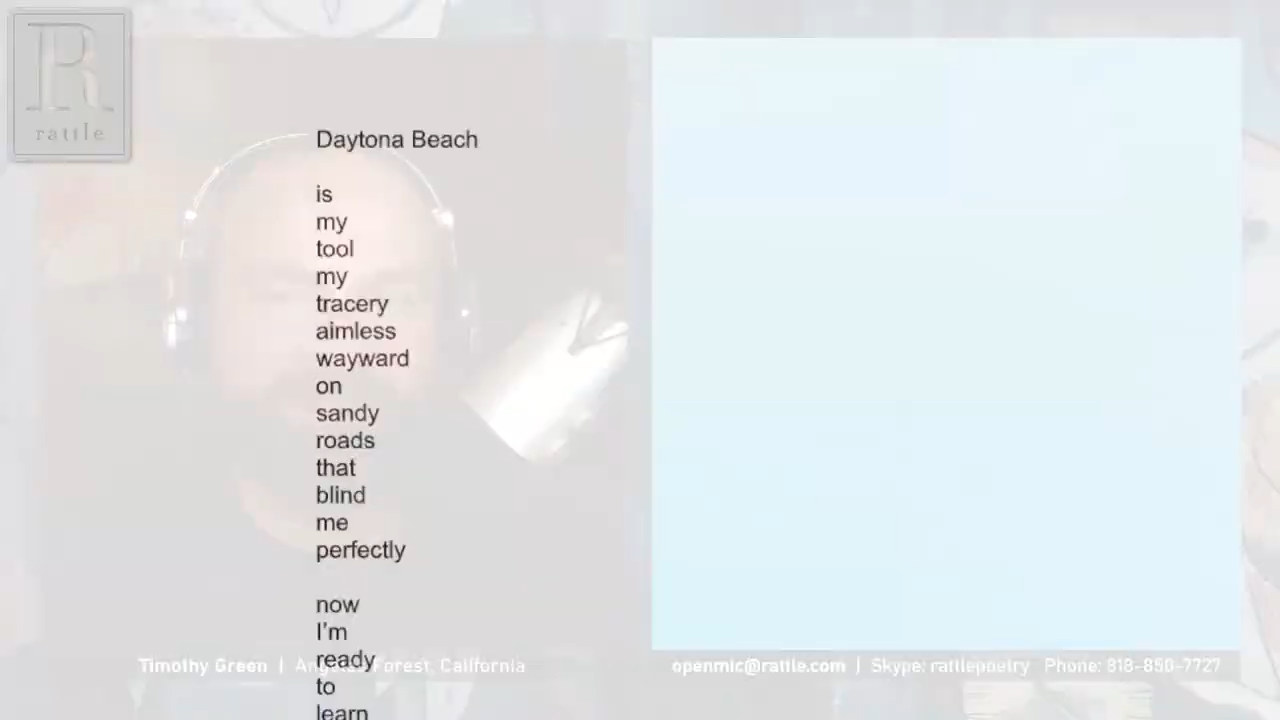 R
rattle
Daytona Beach
is
my
tool
my
tracery
aimless
wayward
on
sandy
roads
that
blind
me
perfectly
now
I'm
ready
to
learn
Timothy Green | Angeles Forest, California
openmic@rattle.com | Skype: rattlepoetry Phone: 818-850-7727